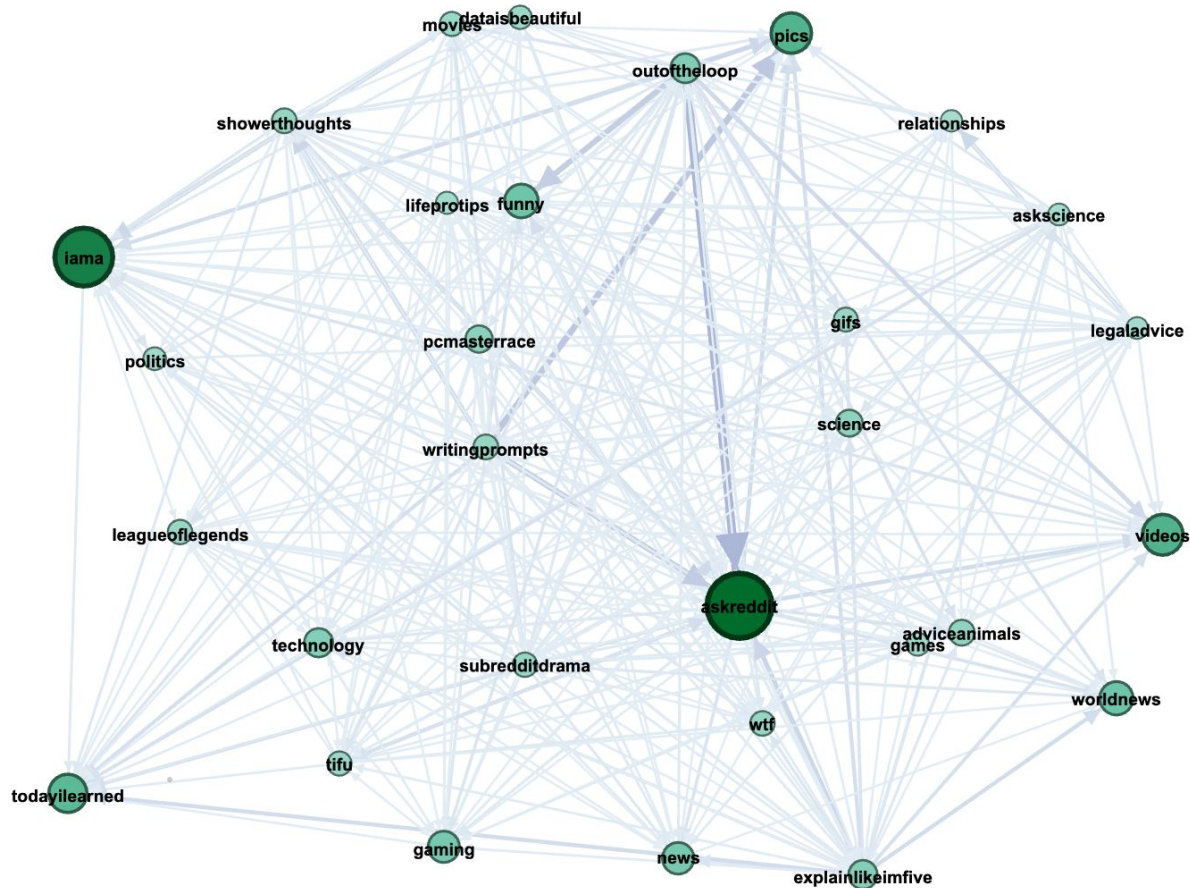 movies
dataisbeautiful
pics
outoftheloop
showerthoughts
relationships
lifeprotips
funny
askscience
iama
gifs
legaladvice
pcmasterrace
politics
science
writingprompts
leagueoflegends
videos
askreddit
technology
adviceanimals
games
subredditdrama
worldnews
wtf
tifu
todayilearned
gaming
news
explainlikeimfive